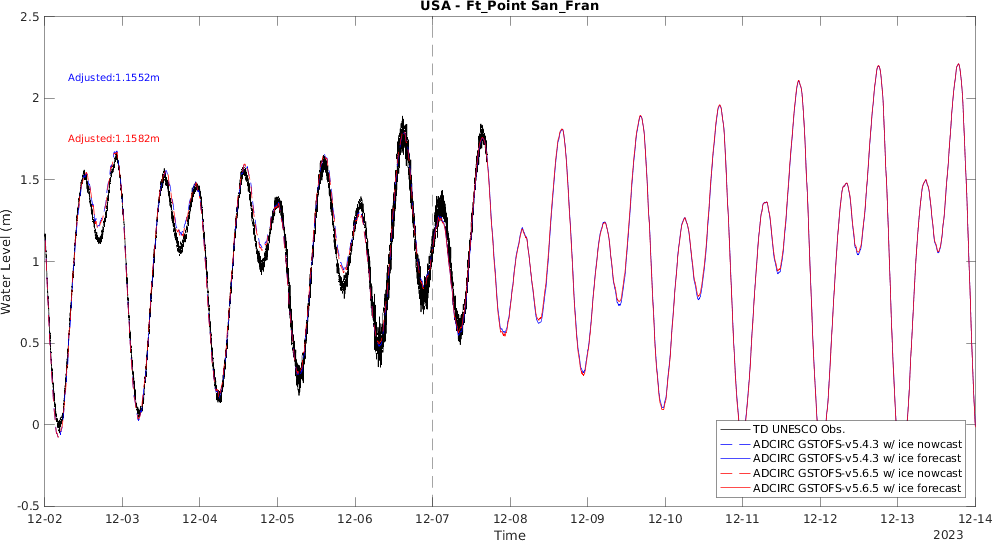 USA - Ft_Point San_Fran
2.5
2
1.5
1
0.5
0
-0.5
Water Level (m)
Adjusted:1.1552m
Adjusted:1.1582m
TD UNESCO Obs.
ADCIRC GSTOFS-v5.4.3 w/ ice nowcast
ADCIRC GSTOFS-v5.4.3 w/ ice forecast
ADCIRC GSTOFS-v5.6.5 w/ ice nowcast
ADCIRC GSTOFS-v5.6.5 w/ ice forecast
12-02 12-03 12-04 12-05 12-06 12-07 12-08 12-09 12-10 12-11 12-12 12-13 12-14
Time
2023